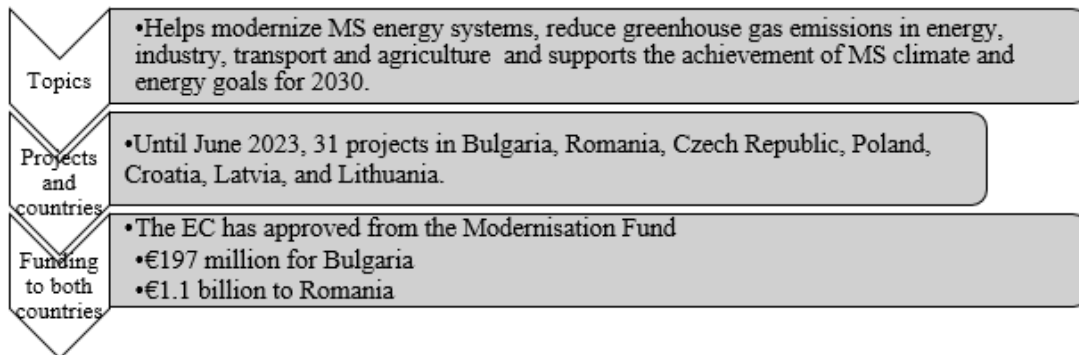 Topics
•Helps modernize MS energy systems, reduce greenhouse gas emissions in energy,
industry, transport and agriculture and supports the achievement of MS climate and
energy goals for 2030.
Projects
and
countries
•Until June 2023, 31 projects in Bulgaria, Romania, Czech Republic, Poland,
Croatia, Latvia, and Lithuania.
Funding
to both
countries
•The EC has approved from the Modernisation Fund
•€197 million for Bulgaria
•€1.1 billion to Romania